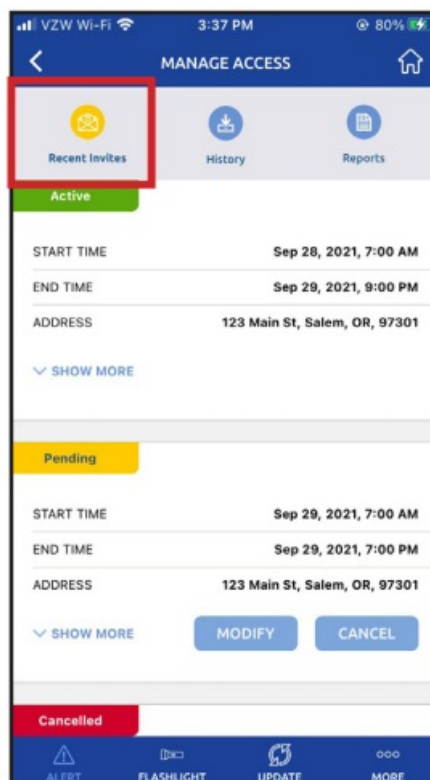 VZW Wi-Fi 3:37 PM 80%
MANAGE ACCESS
Recent Invites History Reports
Active
START TIME Sep 28, 2021, 7:00 AM
END TIME Sep 29, 2021, 9:00 PM
ADDRESS 123 Main St, Salem, OR, 97301
SHOW MORE
Pending
START TIME Sep 29, 2021, 7:00 AM
END TIME Sep 29, 2021, 7:00 PM
ADDRESS 123 Main St, Salem, OR, 97301
SHOW MORE MODIFY CANCEL
Cancelled
ALERT FLASHLIGHT UPDATE MORE